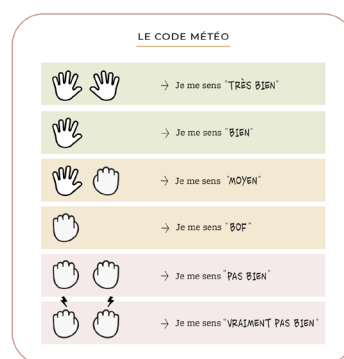 LE CODE MÉTÉO
→ Je me sens "TRÈS BIEN"
→ Je me sens "BIEN"
→ Je me sens "MOYEN"
→ Je me sens "BOF"
→ Je me sens "PAS BIEN"
→ Je me sens "VRAIMENT PAS BIEN"